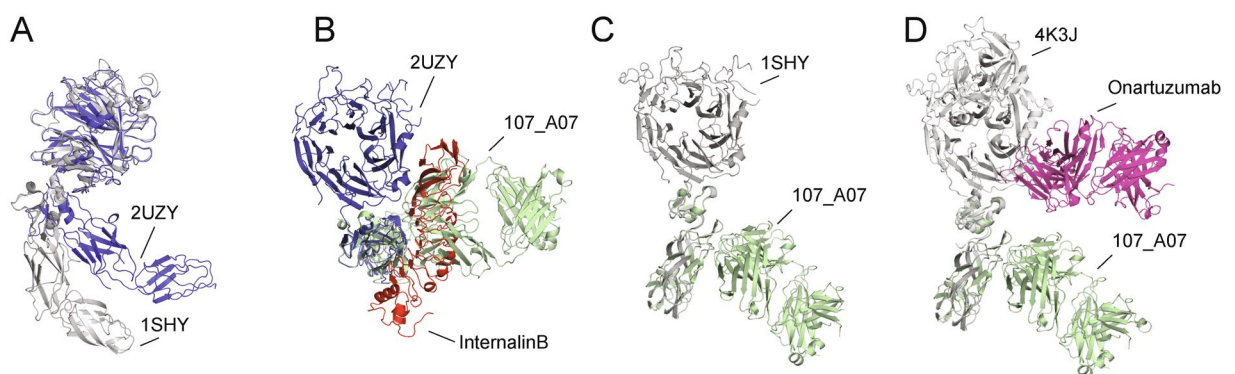 A
2UZY
1SHY
B
2UZY
107_A07
InternalinB
C
1SHY
107_A07
D
4K3J
Onartuzumab
107_A07